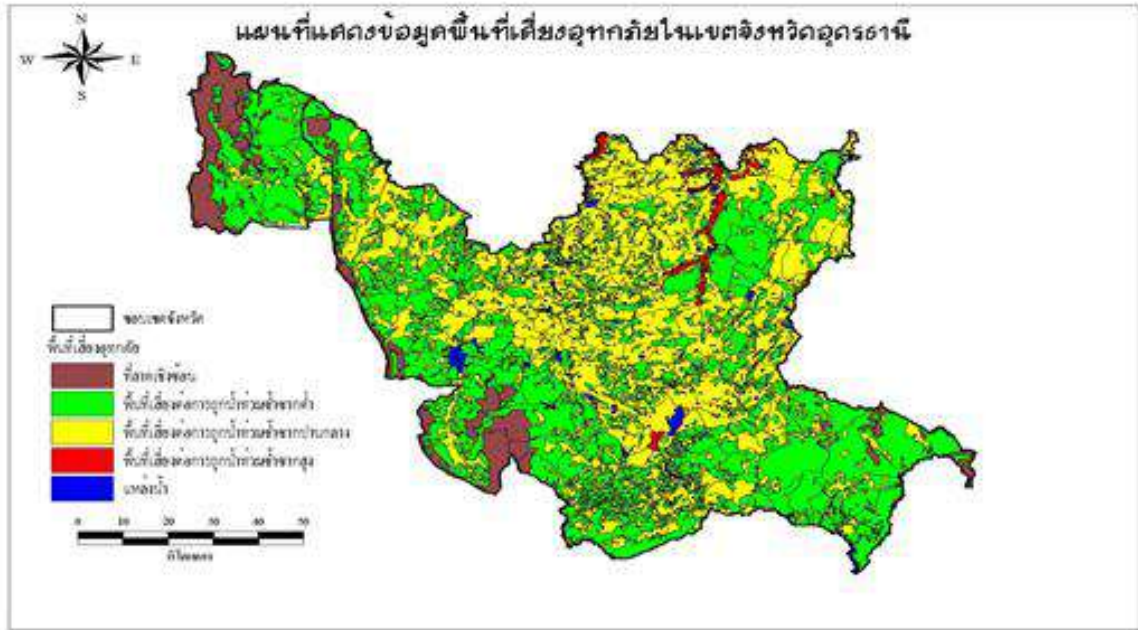 แผนที่แสดงข้อมูลพื้นที่เสี่ยงอุทกภัยในเขตจังหวัดอุดรธานี
N
W E
S
ขอบเขตจังหวัด
พื้นที่เสี่ยงอุทกภัย
ที่ลาดเชิงซ้อน
พื้นที่เสี่ยงต่อการถูกน้ำท่วมซ้ำซากต่ำ
พื้นที่เสี่ยงต่อการถูกน้ำท่วมซ้ำซากปานกลาง
พื้นที่เสี่ยงต่อการถูกน้ำท่วมซ้ำซากสูง
แหล่งน้ำ
0 10 20 30 40 50
กิโลเมตร